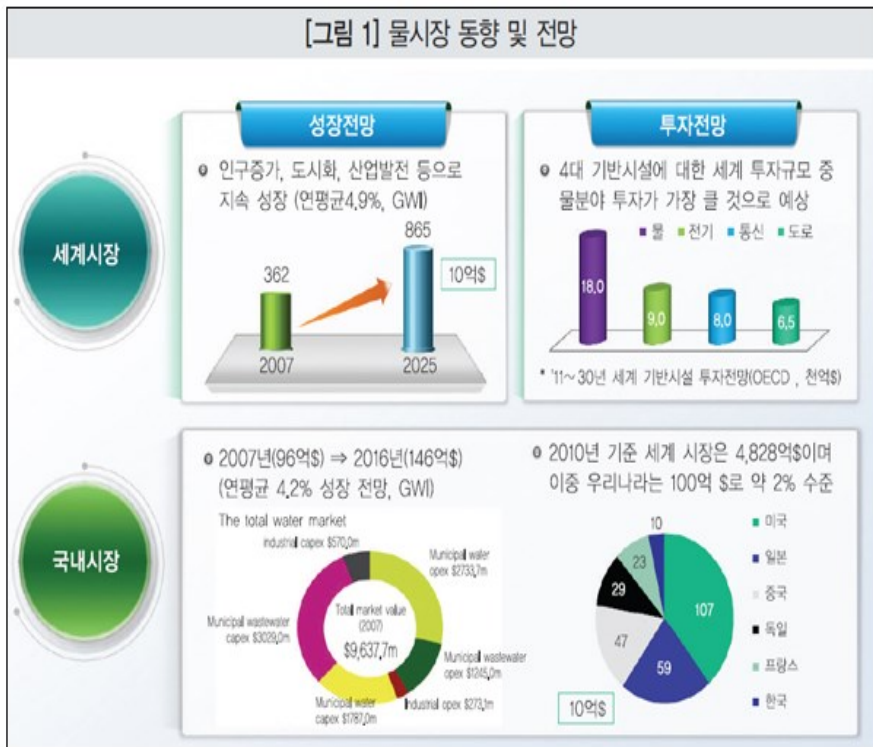 [그림 1] 물시장 동향 및 전망
세계시장
성장전망
인구증가, 도시화, 산업발전 등으로
지속 성장 (연평균4.9%, GWI)
362
865
10억$
2007
2025
투자전망
4대 기반시설에 대한 세계 투자규모 중
물분야 투자가 가장 클 것으로 예상
물 전기 통신 도로
18.0
9.0
8.0
6.5
* '11~30년 세계 기반시설 투자전망(OECD , 천억$)
국내시장
2007년(96억$) ⇒ 2016년(146억$)
(연평균 4.2% 성장 전망, GWI)
The total water market
industrial capex $570.0m
Municipal water
opex $2733.7m
Municipal wastewater
capex $3029.0m
Total market value
(2007)
$9,637.7m
Municipal wastewater
opex $1245.0m
Municipal water
capex $1787.0m
Industrial opex $273.1m
2010년 기준 세계 시장은 4,828억$이며
이중 우리나라는 100억 $로 약 2% 수준
10
23
29
47
59
107
10억$
미국
일본
중국
독일
프랑스
한국